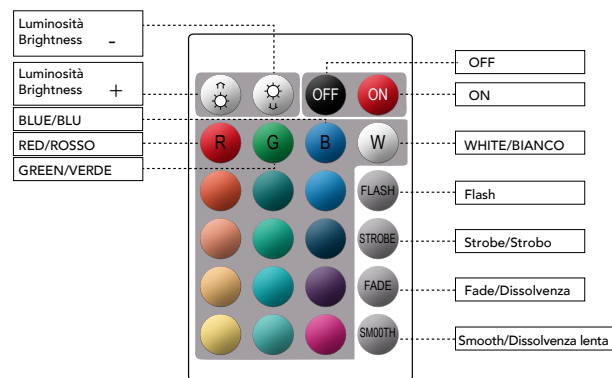 Luminosità
Brightness -
Luminosità
Brightness +
BLUE/BLU
RED/ROSSO
GREEN/VERDE
OFF
ON
R
G
B
W
FLASH
STROBE
FADE
SMOOTH
OFF
ON
WHITE/BIANCO
Flash
Strobe/Strobo
Fade/Dissolvenza
Smooth/Dissolvenza lenta